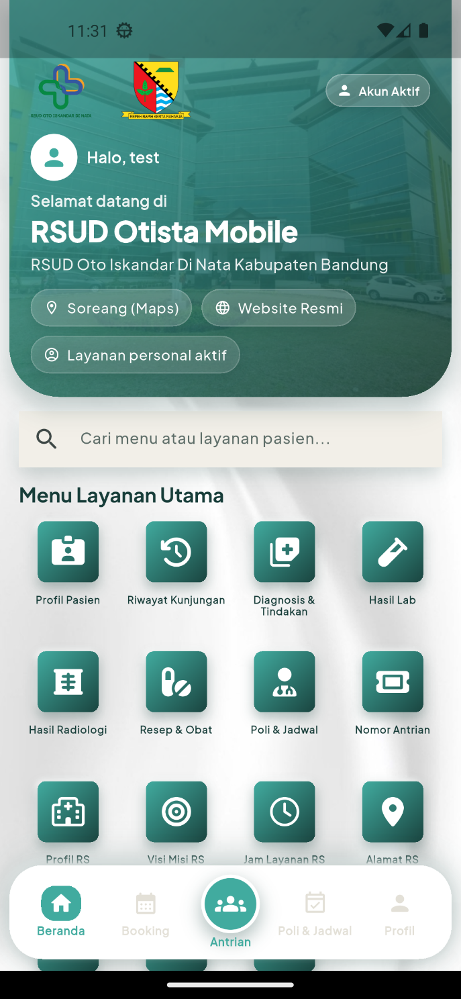 11:31
RSUD OTO ISKANDAR DI NATA
REPEH RAPIH KERTA RAHARJA
Akun Aktif
Halo, test
Selamat datang di
RSUD Otista Mobile
RSUD Oto Iskandar Di Nata Kabupaten Bandung
Soreang (Maps)
Website Resmi
Layanan personal aktif
Cari menu atau layanan pasien...
Menu Layanan Utama
Profil Pasien
Riwayat Kunjungan
Diagnosis &
Tindakan
Hasil Lab
Hasil Radiologi
Resep & Obat
Poli & Jadwal
Nomor Antrian
Profil RS
Visi Misi RS
Jam Layanan RS
Alamat RS
Beranda
Booking
Antrian
Poli & Jadwal
Profil